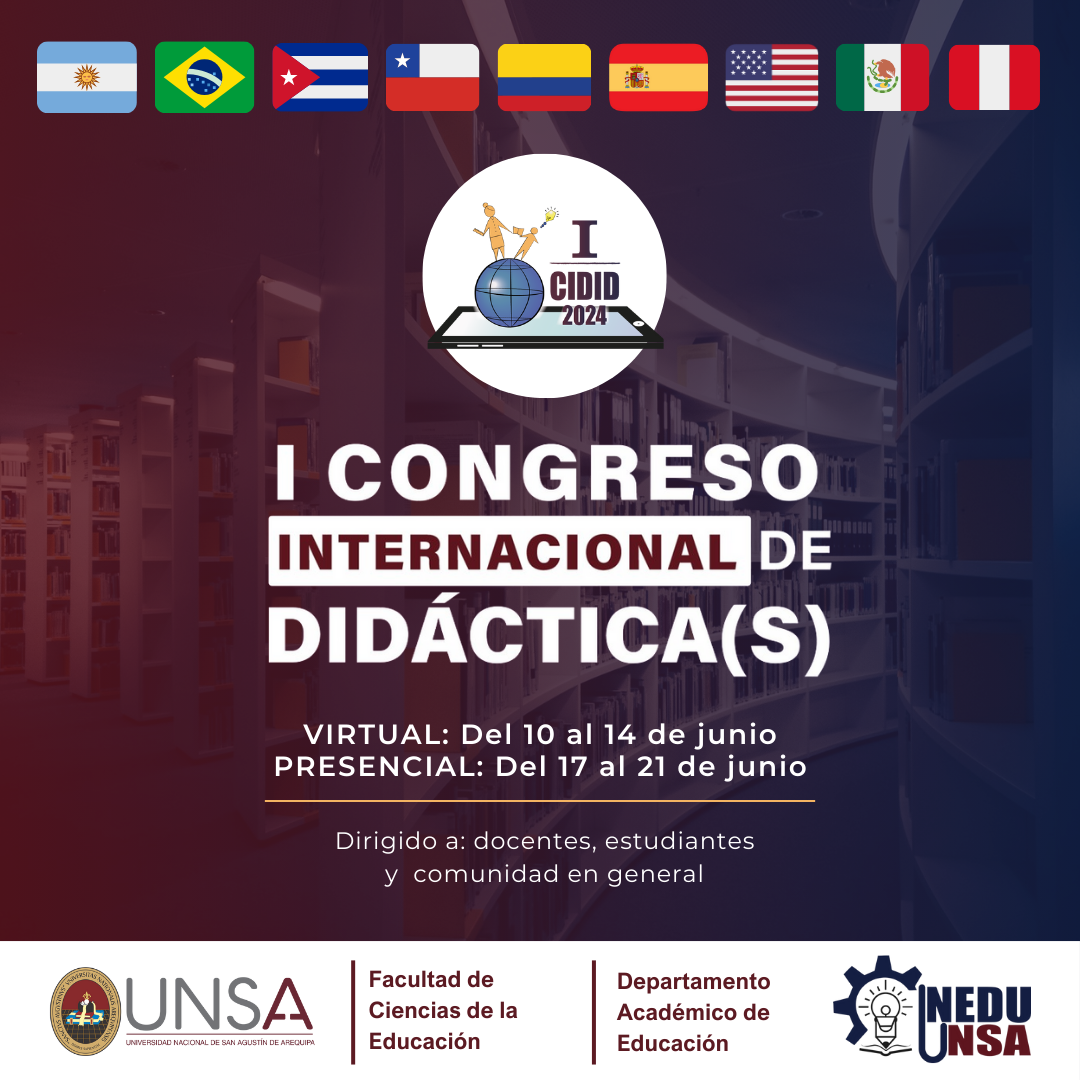 I
CIDID
2024
I CONGRESO
INTERNACIONAL DE
DIDÁCTICA(S)
VIRTUAL: Del 10 al 14 de junio
PRESENCIAL: Del 17 al 21 de junio
Dirigido a: docentes, estudiantes
y comunidad en general
UNSA
UNIVERSIDAD NACIONAL DE SAN AGUSTÍN DE AREQUIPA
Facultad de
Ciencias de la
Educación
Departamento
Académico de
Educación
INEDU
UNSA